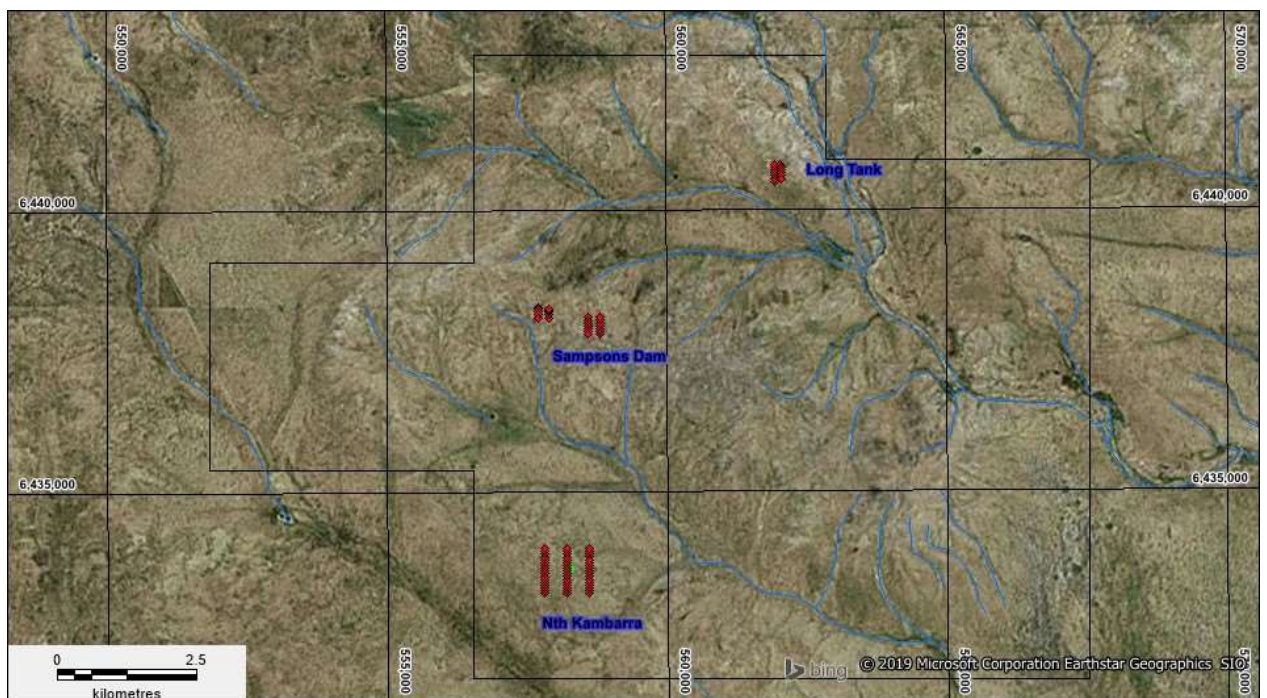 550,000
555,000
560,000
565,000
570,000
Long Tank
6,440,000
6,440,000
Sampsons Dam
6,435,000
6,435,000
Nth Kambarra
0 2.5
kilometres
555,000
560,000
bing © 2019 Microsoft Corporation Earthstar Geographics SIO